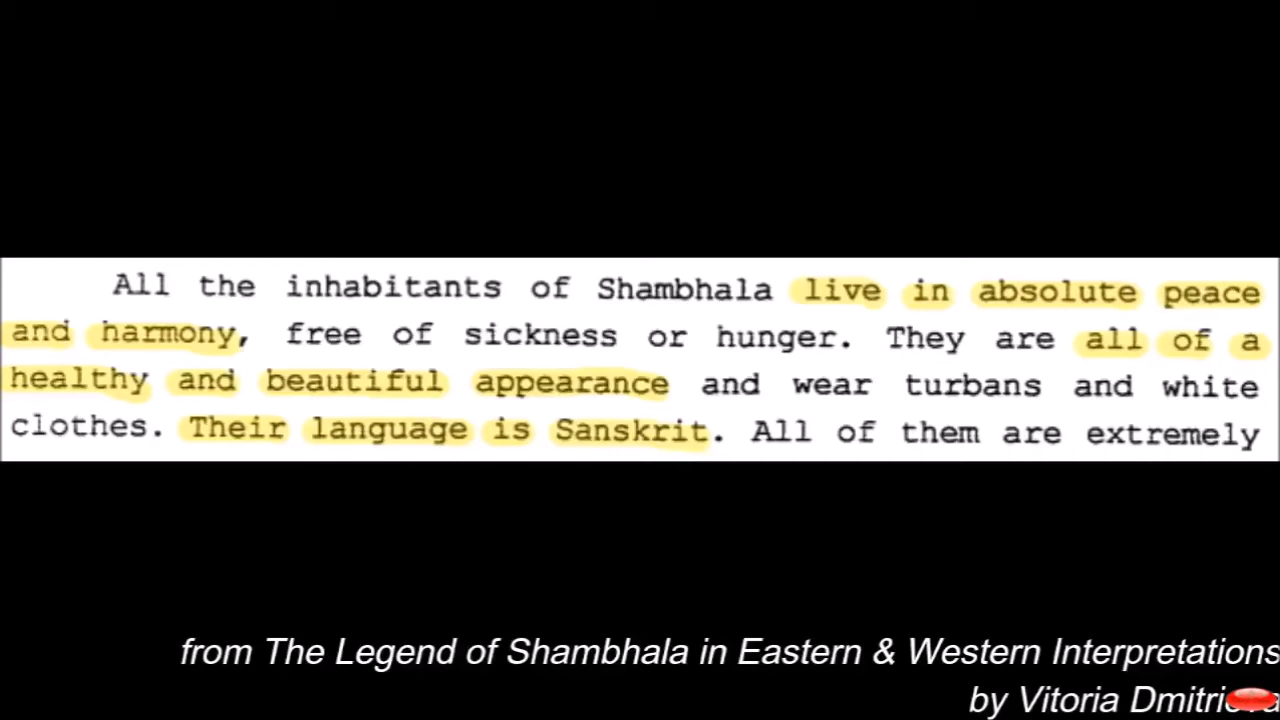 All the inhabitants of Shambhala live in absolute peace
and harmony, free of sickness or hunger. They are all of a
healthy and beautiful appearance and wear turbans and white
clothes. Their language is Sanskrit. All of them are extremely
from The Legend of Shambhala in Eastern & Western Interpretations
by Vitoria